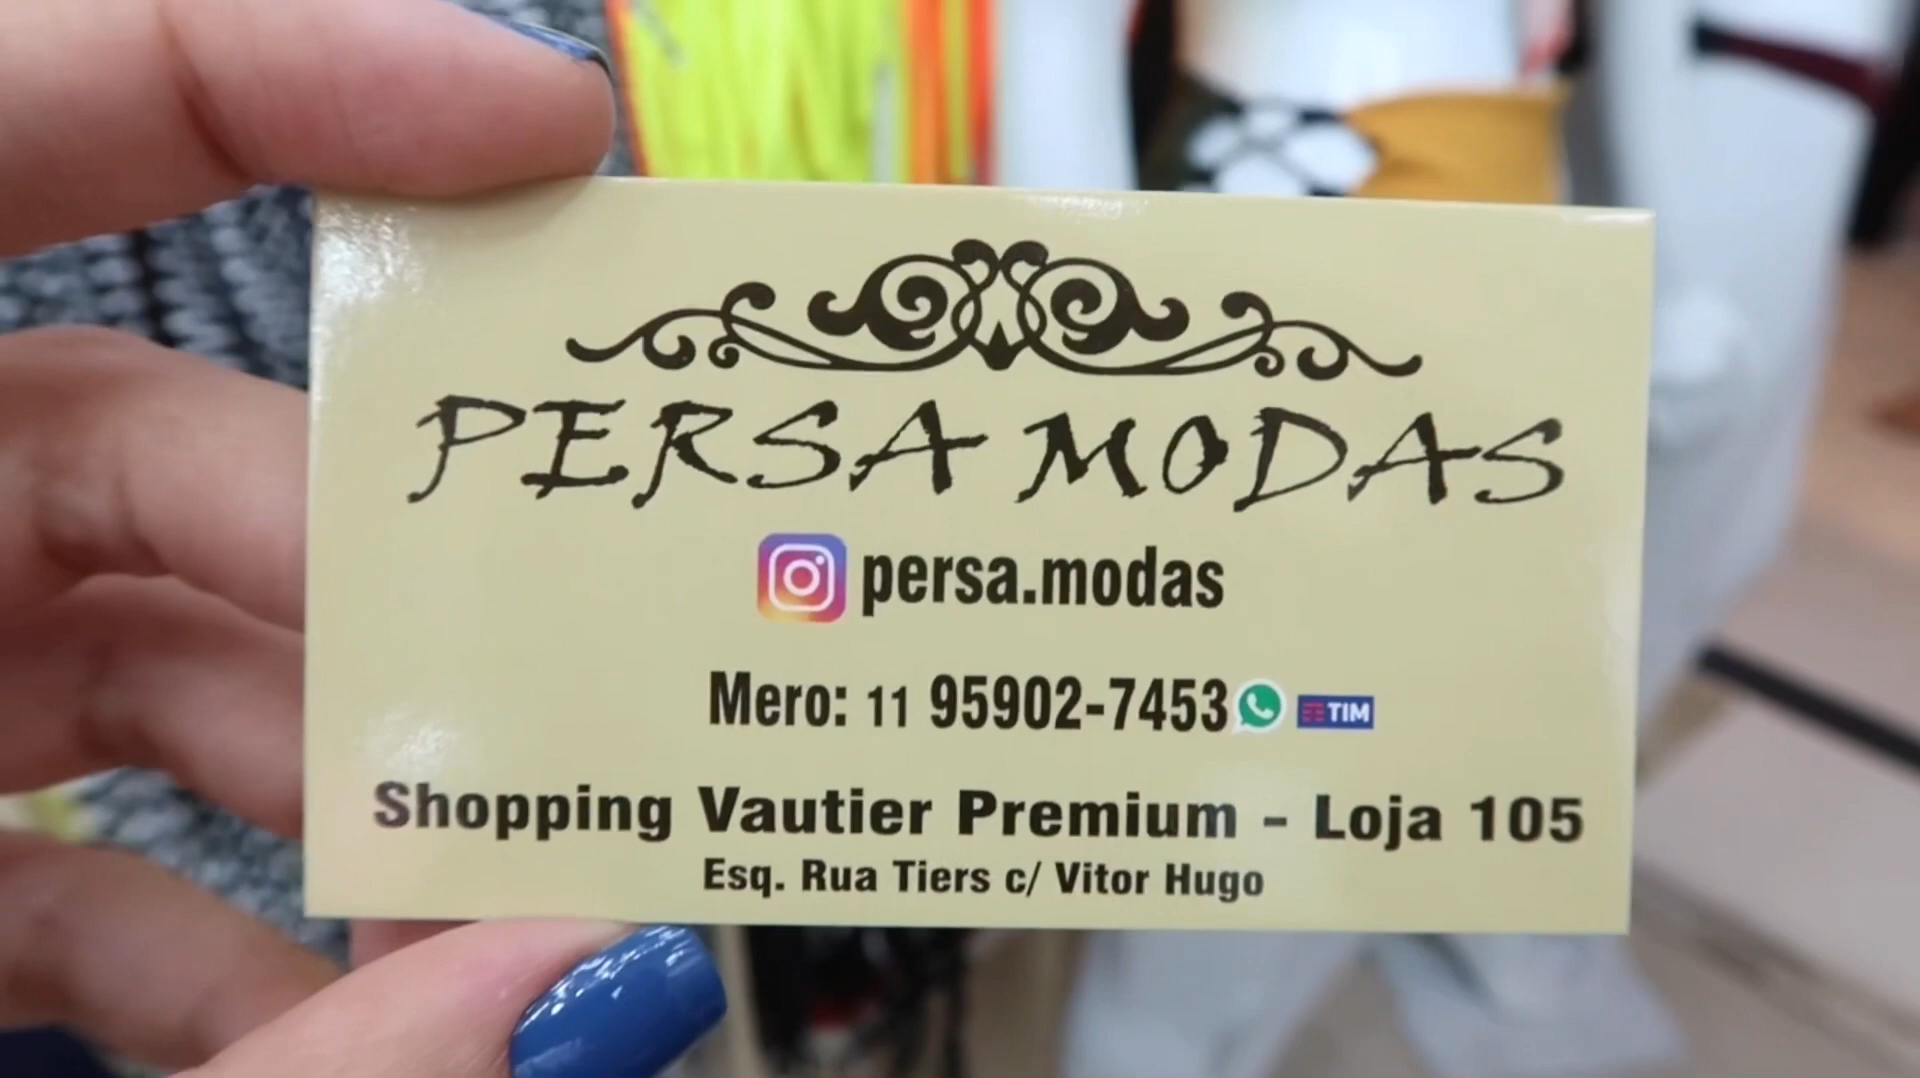 PERSA MODAS
persa.modas
Mero: 11 95902-7453 TIM
Shopping Vautier Premium - Loja 105
Esq. Rua Tiers c/ Vitor Hugo